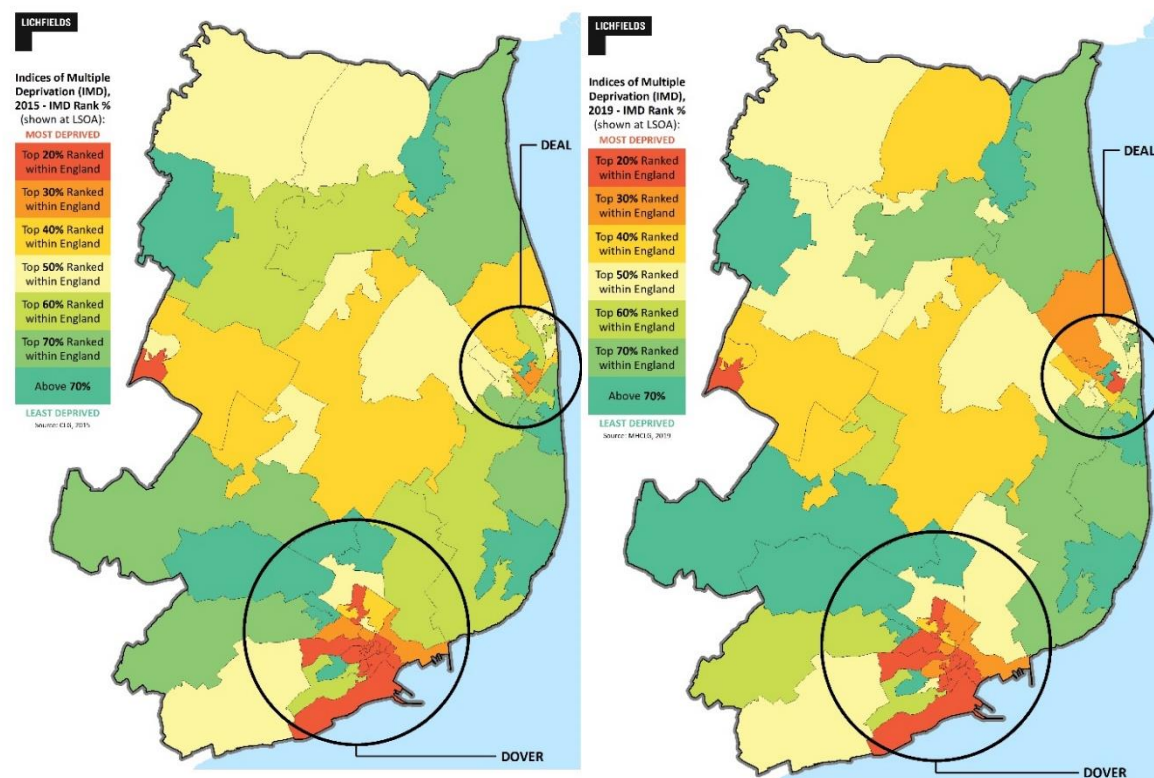 LICHFIELDS
Indices of Multiple
Deprivation (IMD),
2015 - IMD Rank %
(shown at LSOA):
MOST DEPRIVED
Top 20% Ranked
within England
Top 30% Ranked
within England
Top 40% Ranked
within England
Top 50% Ranked
within England
Top 60% Ranked
within England
Top 70% Ranked
within England
Above 70%
LEAST DEPRIVED
Source: CLG, 2015
DEAL
DOVER
LICHFIELDS
Indices of Multiple
Deprivation (IMD),
2019 - IMD Rank %
(shown at LSOA):
MOST DEPRIVED
Top 20% Ranked
within England
Top 30% Ranked
within England
Top 40% Ranked
within England
Top 50% Ranked
within England
Top 60% Ranked
within England
Top 70% Ranked
within England
Above 70%
LEAST DEPRIVED
Source: MHCLG, 2019
DEAL
DOVER